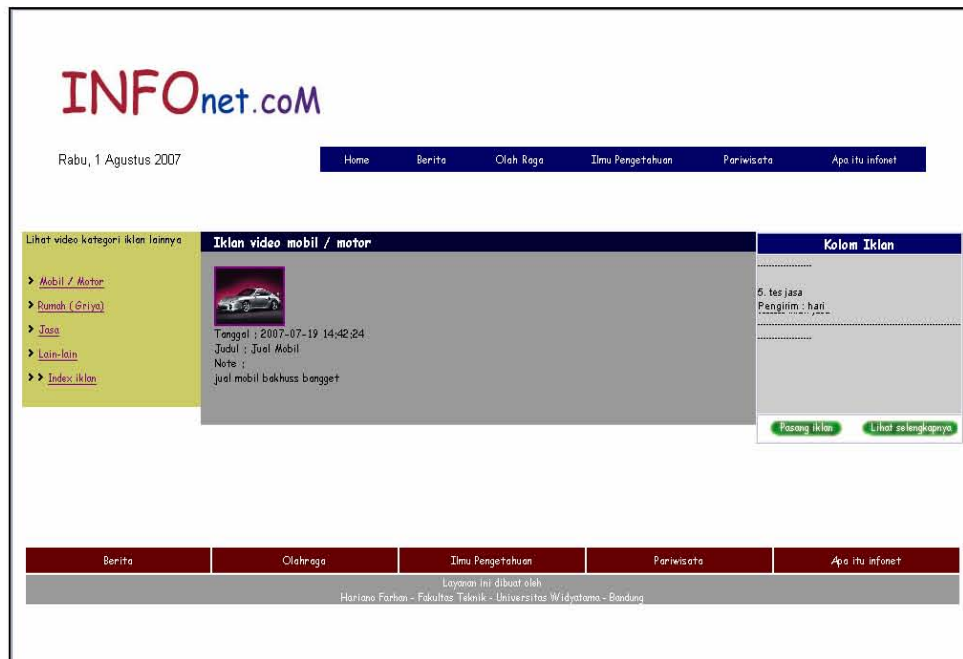 INFOnet.coM
Rabu, 1 Agustus 2007
Home Berita Olah Raga Ilmu Pengetahuan Pariwisata Apa itu infonet
Lihat video kategori iklan lainnya
Mobil / Motor
Rumah ( Griya)
Jasa
Lain-lain
Index iklan
Iklan video mobil / motor
Tanggal : 2007-07-19 14:42:24
Judul : Jual Mobil
Note :
jual mobil bakhuss bangget
Kolom Iklan
5. tes jasa
Pengirim : hari
Pasang iklan Lihat selengkapnya
Berita Olahraga Ilmu Pengetahuan Pariwisata Apa itu infonet
Layanan ini dibuat oleh
Hariano Farhan - Fakultas Teknik - Universitas Widyatama - Bandung